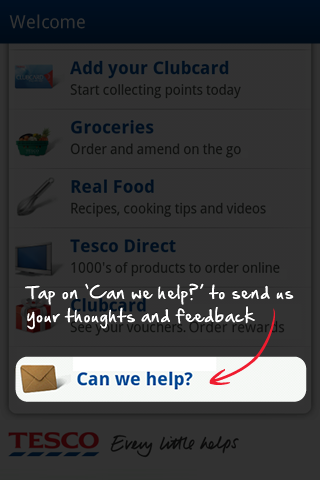 Welcome
Add your Clubcard
Start collecting points today
Groceries
Order and amend on the go
Real Food
Recipes, cooking tips and videos
Tesco Direct
1000's of products to order online
Tap on 'Can we help?' to send us
your thoughts and feedback
Clubcard
See your vouchers. Order rewards
Can we help?
TESCO Every little helps